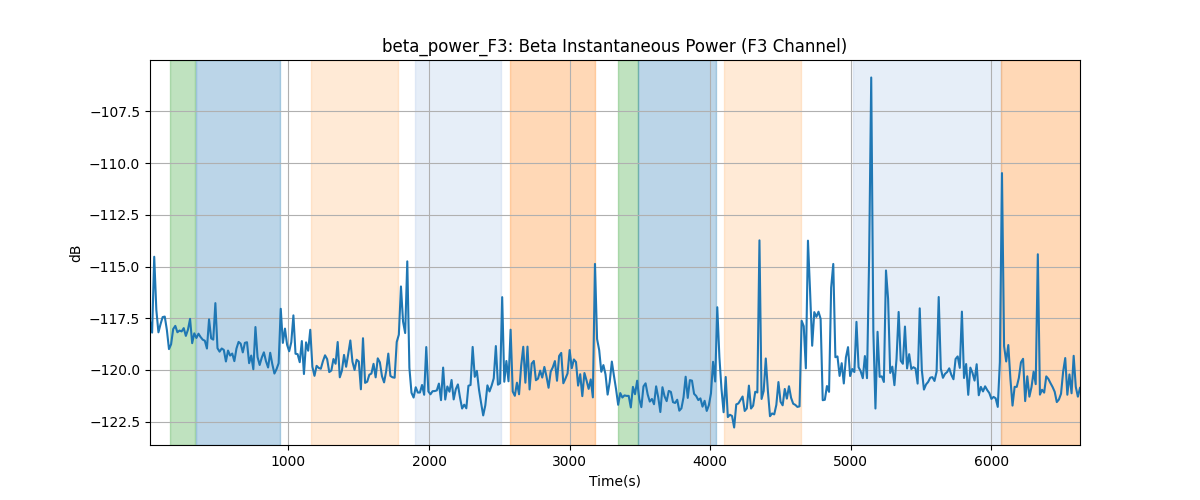 beta_power_F3: Beta Instantaneous Power (F3 Channel)
dB
−107.5
−110.0
−112.5
−115.0
−117.5
−120.0
−122.5
1000 2000 3000 4000 5000 6000
Time(s)